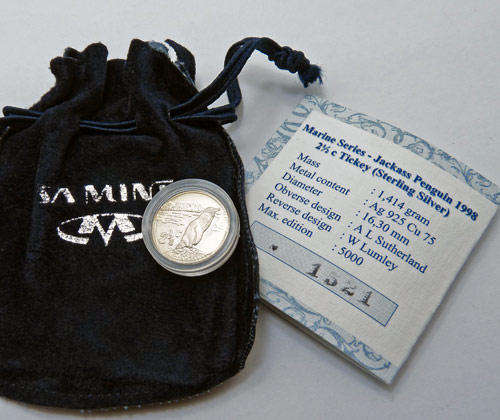 SA MINT
Marine Series - Jackass Penguin 1998
2½ c Tickey (Sterling Silver)
Mass : 1,414 gram
Metal content : Ag 925 Cu 75
Diameter : 16,30 mm
Obverse design : A L Sutherland
Reverse design : W Lumley
Max. edition : 5000
1521